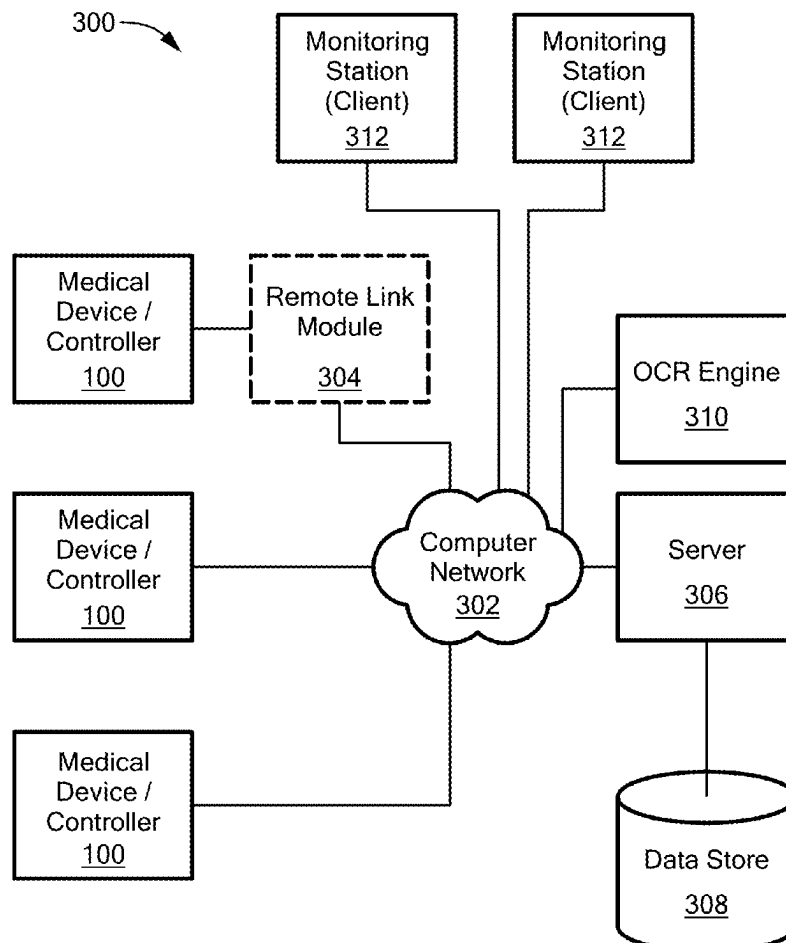 300
Monitoring
Station
(Client)
312
Monitoring
Station
(Client)
312
Medical
Device /
Controller
100
Remote Link
Module
304
OCR Engine
310
Medical
Device /
Controller
100
Computer
Network
302
Server
306
Medical
Device /
Controller
100
Data Store
308